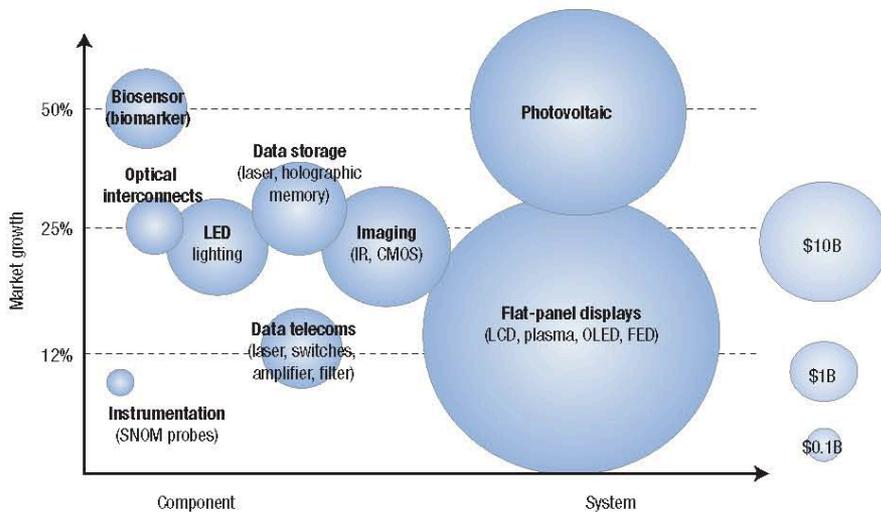 50%
25%
12%
Market growth
Biosensor
(biomarker)
Optical
interconnects
LED
lighting
Data storage
(laser, holographic
memory)
Imaging
(IR, CMOS)
Data telecoms
(laser, switches,
amplifier, filter)
Instrumentation
(SNOM probes)
Photovoltaic
Flat-panel displays
(LCD, plasma, OLED, FED)
$10B
$1B
$0.1B
Component
System